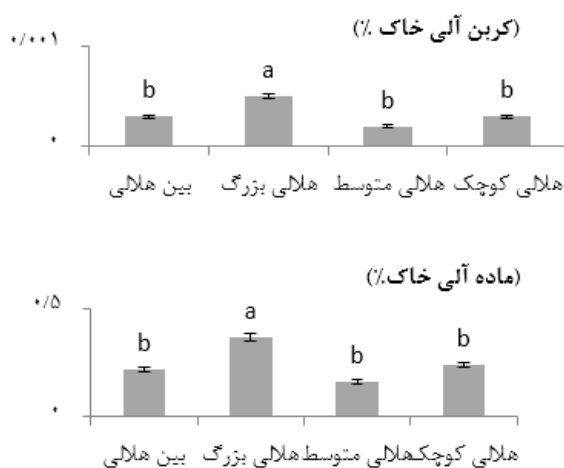 (کربن آلی خاک %)
۰/۰۰۱
b a b b
۰
بین هلالی هلالی بزرگ هلالی متوسط هلالی کوچک
(ماده آلی خاک%)
۰/۵
b a b b
۰
بین هلالی هلالی بزرگ هلالی متوسط هلالی کوچک